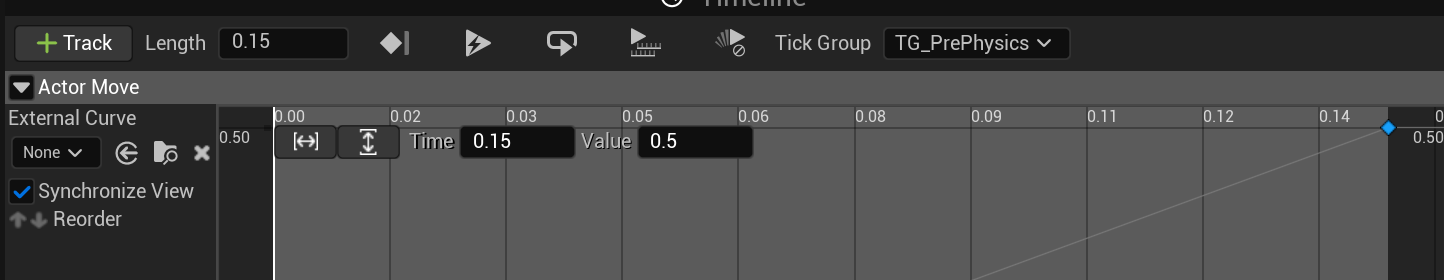 Timeline
Track Length 0.15 Tick Group TG_PrePhysics
Actor Move
External Curve
None
Synchronize View
Reorder
0.00 0.02 0.03 0.05 0.06 0.08 0.09 0.11 0.12 0.14 0
0.50 Time 0.15 Value 0.5 0.50